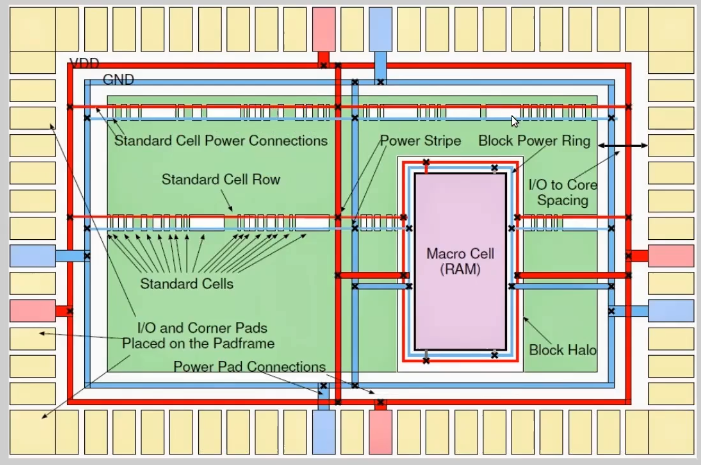 VDD
GND
Standard Cell Power Connections
Power Stripe
Block Power Ring
Standard Cell Row
I/O to Core
Spacing
Macro Cell
(RAM)
Standard Cells
I/O and Corner Pads
Placed on the Padframe
Block Halo
Power Pad Connections